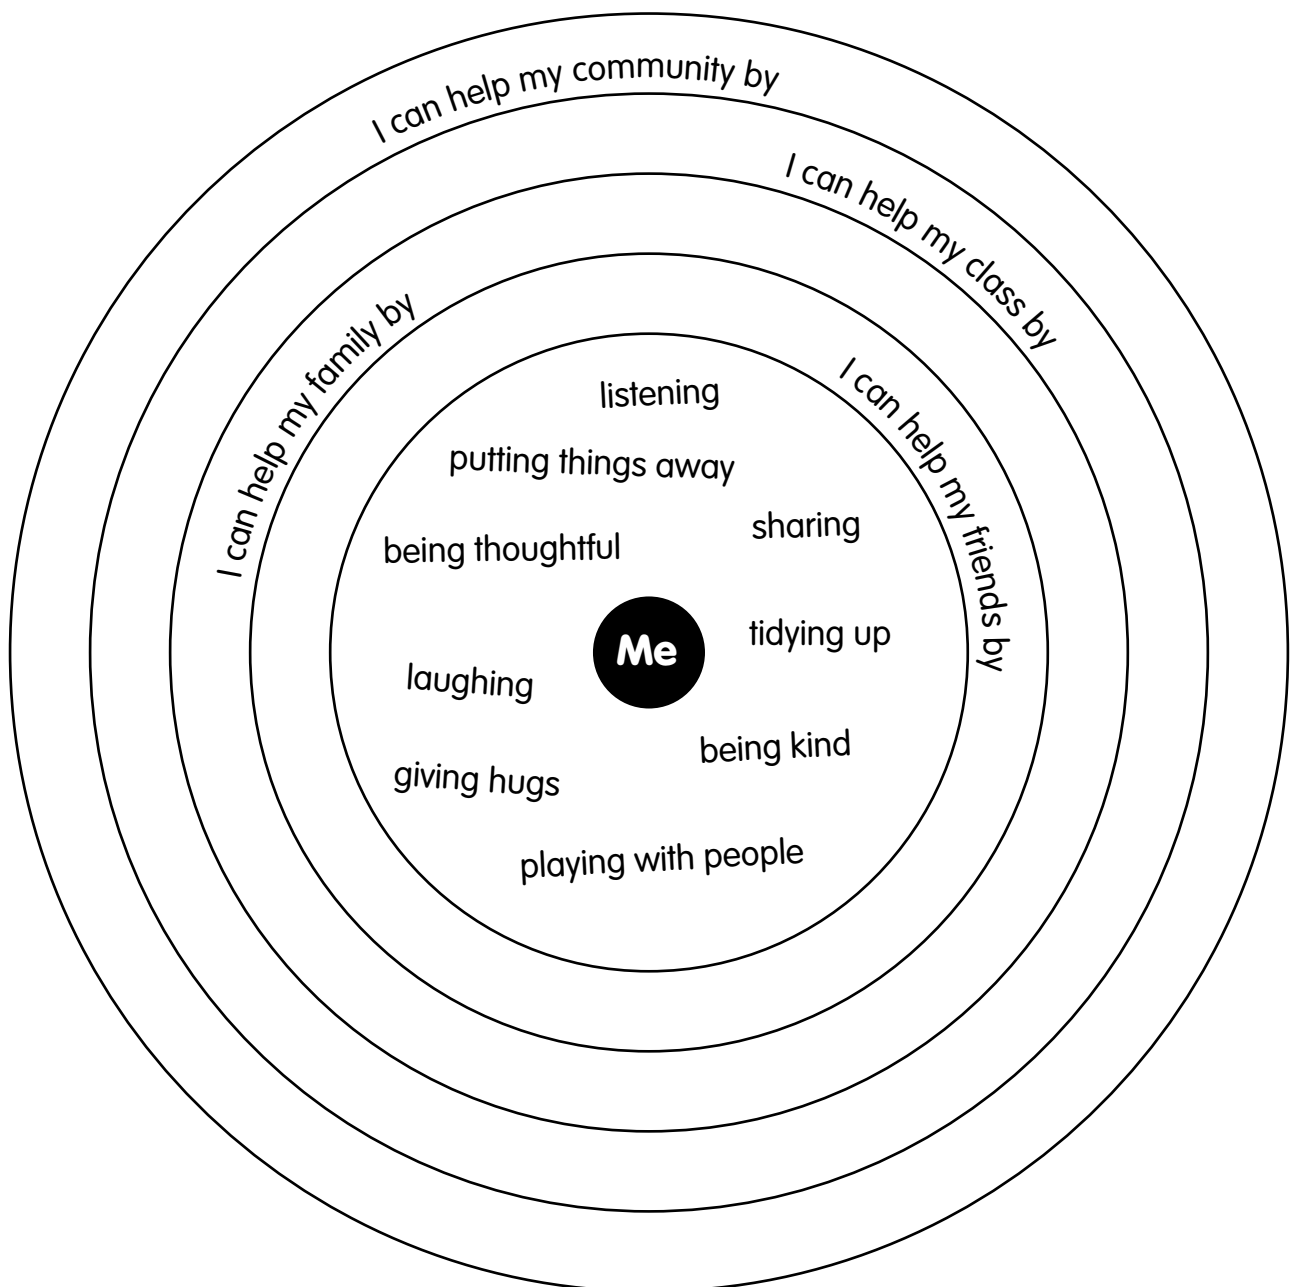 I can help my community by
I can help my class by
I can help my family by
I can help my friends by
listening
putting things away
sharing
being thoughtful
tidying up
Me
laughing
being kind
giving hugs
playing with people